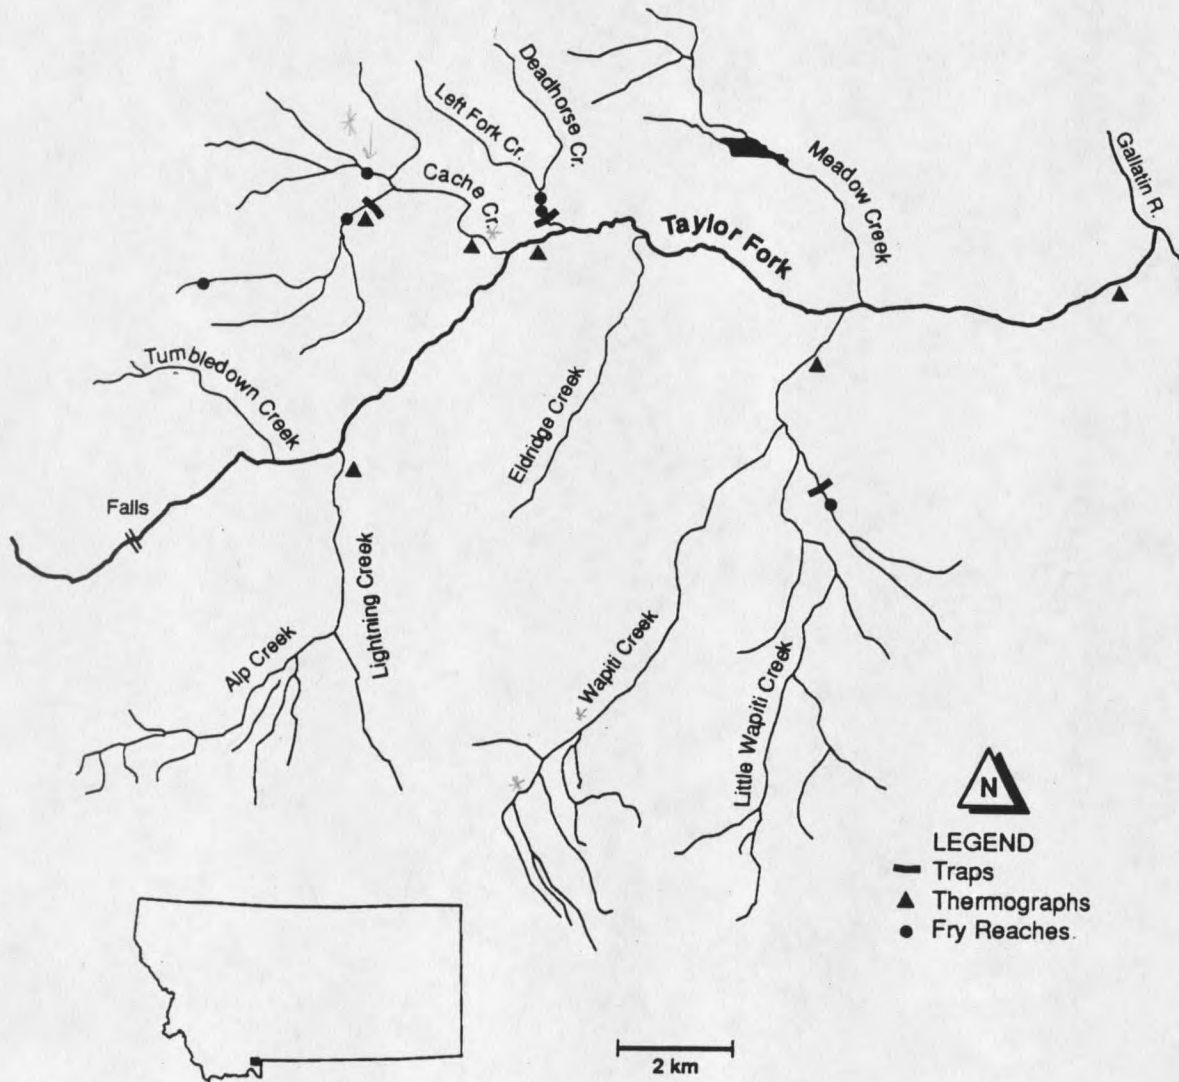 Deadhorse Cr.
Left Fork Cr.
Cache Cr.
Meadow Creek
Gallatin R.
Taylor Fork
Tumbledown Creek
Eldridge Creek
Falls
Lightning Creek
Alp Creek
Wapiti Creek
Little Wapiti Creek
N
LEGEND
Traps
Thermographs
Fry Reaches.
2 km